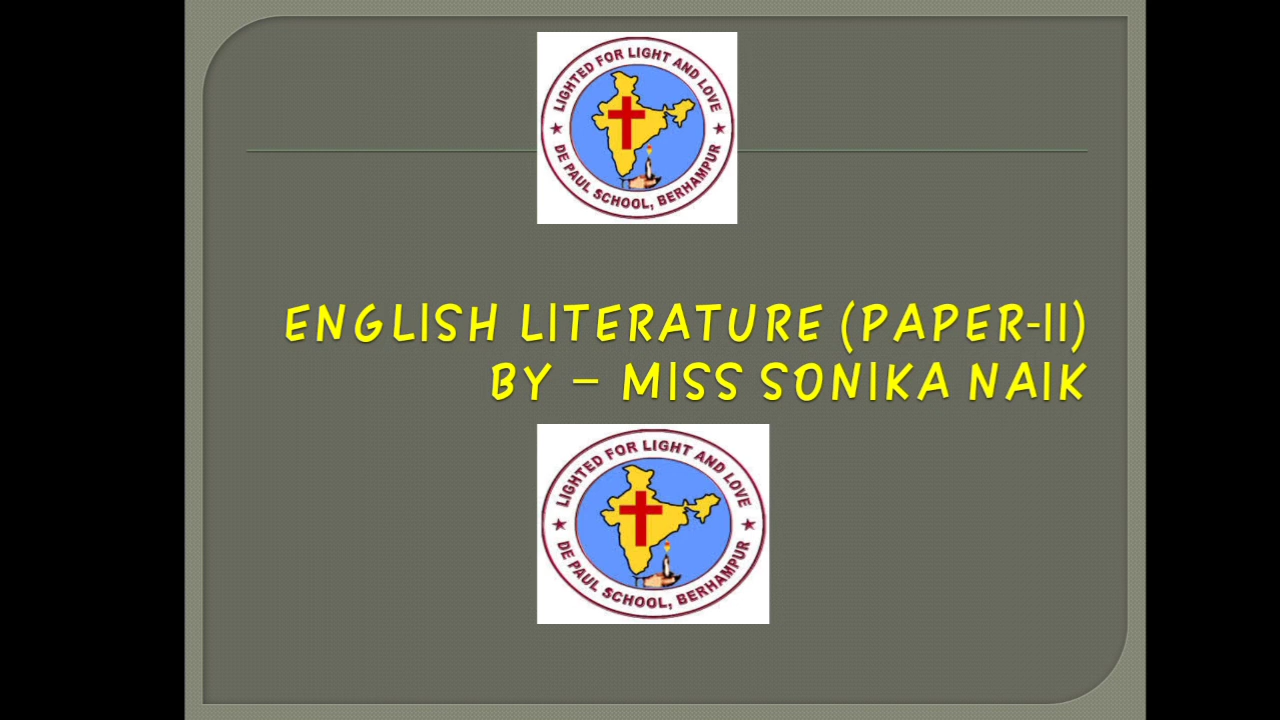 LIGHTED FOR LIGHT AND LOVE
DE PAUL SCHOOL, BERHAMPUR
ENGLISH LITERATURE (PAPER-II)
BY – MISS SONIKA NAIK
LIGHTED FOR LIGHT AND LOVE
DE PAUL SCHOOL, BERHAMPUR